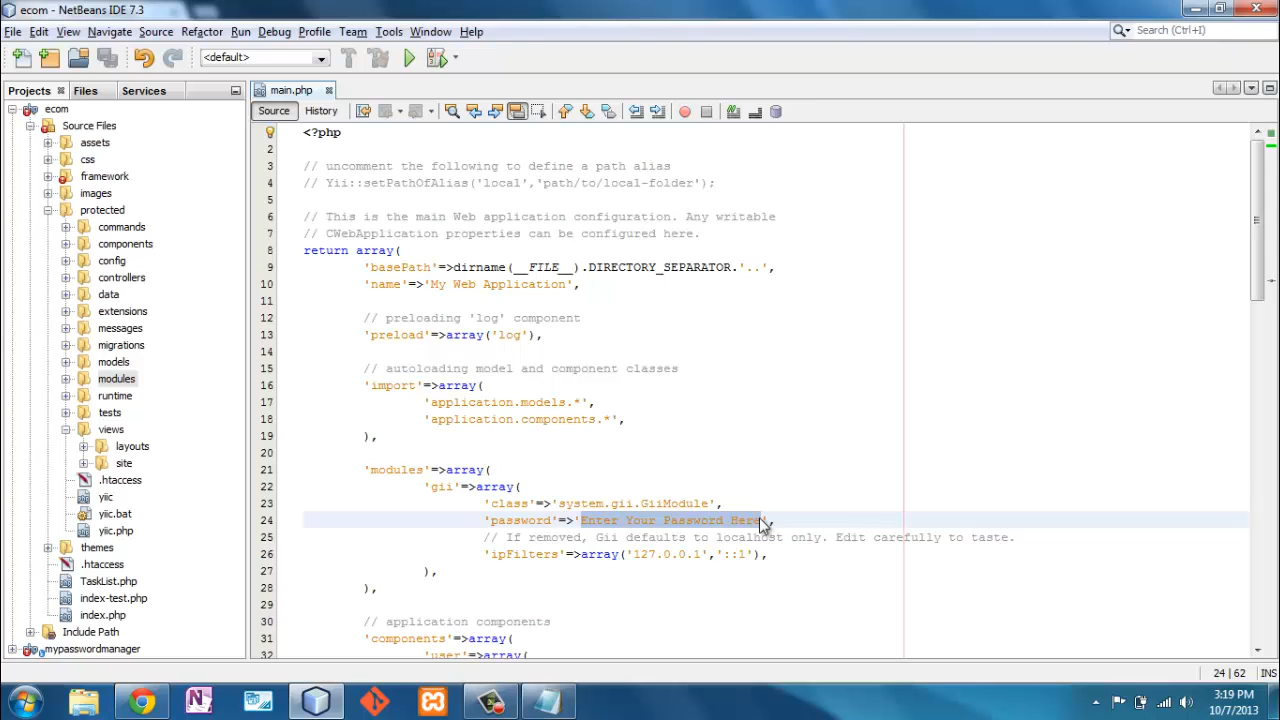 ecom - NetBeans IDE 7.3
File Edit View Navigate Source Refactor Run Debug Profile Team Tools Window Help
Search (Ctrl+I)
<default>
Projects Files Services
main.php
Source History
ecom
Source Files
assets
css
framework
images
protected
commands
components
config
controllers
data
extensions
messages
migrations
models
modules
runtime
tests
views
layouts
site
.htaccess
yiic
yiic.bat
yiic.php
themes
.htaccess
TaskList.php
index-test.php
index.php
Include Path
mypasswordmanager
<?php
2
3 // uncomment the following to define a path alias
4 // Yii::setPathOfAlias('local','path/to/local-folder');
5
6 // This is the main Web application configuration. Any writable
7 // CWebApplication properties can be configured here.
8 return array(
9 'basePath'=>dirname(__FILE__).DIRECTORY_SEPARATOR.'..',
10 'name'=>'My Web Application',
11
12 // preloading 'log' component
13 'preload'=>array('log'),
14
15 // autoloading model and component classes
16 'import'=>array(
17 'application.models.*',
18 'application.components.*',
19 ),
20
21 'modules'=>array(
22 'gii'=>array(
23 'class'=>'system.gii.GiiModule',
24 'password'=>'Enter Your Password Here',
25 // If removed, Gii defaults to localhost only. Edit carefully to taste.
26 'ipFilters'=>array('127.0.0.1','::1'),
27 ),
28 ),
29
30 // application components
31 'components'=>array(
32 'user'=>array(
24 | 62 INS
3:19 PM
10/7/2013